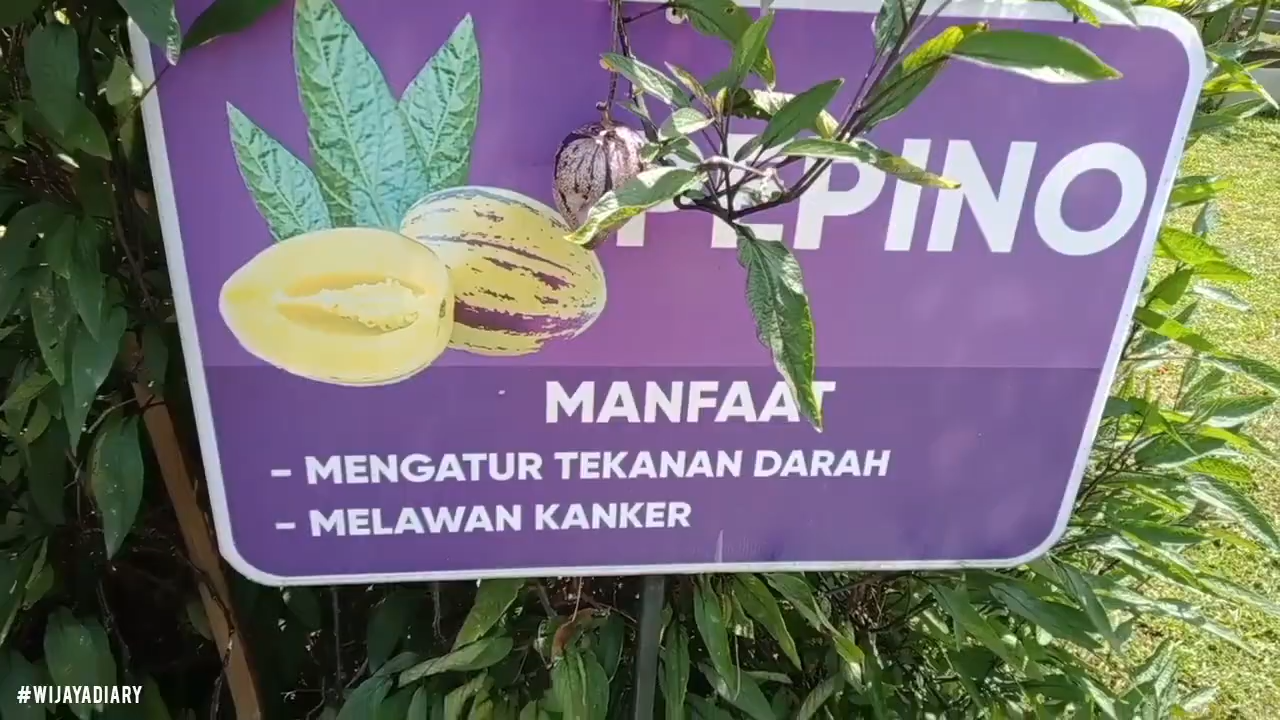 PEPINO
MANFAAT
- MENGATUR TEKANAN DARAH
- MELAWAN KANKER
#WIJAYADIARY